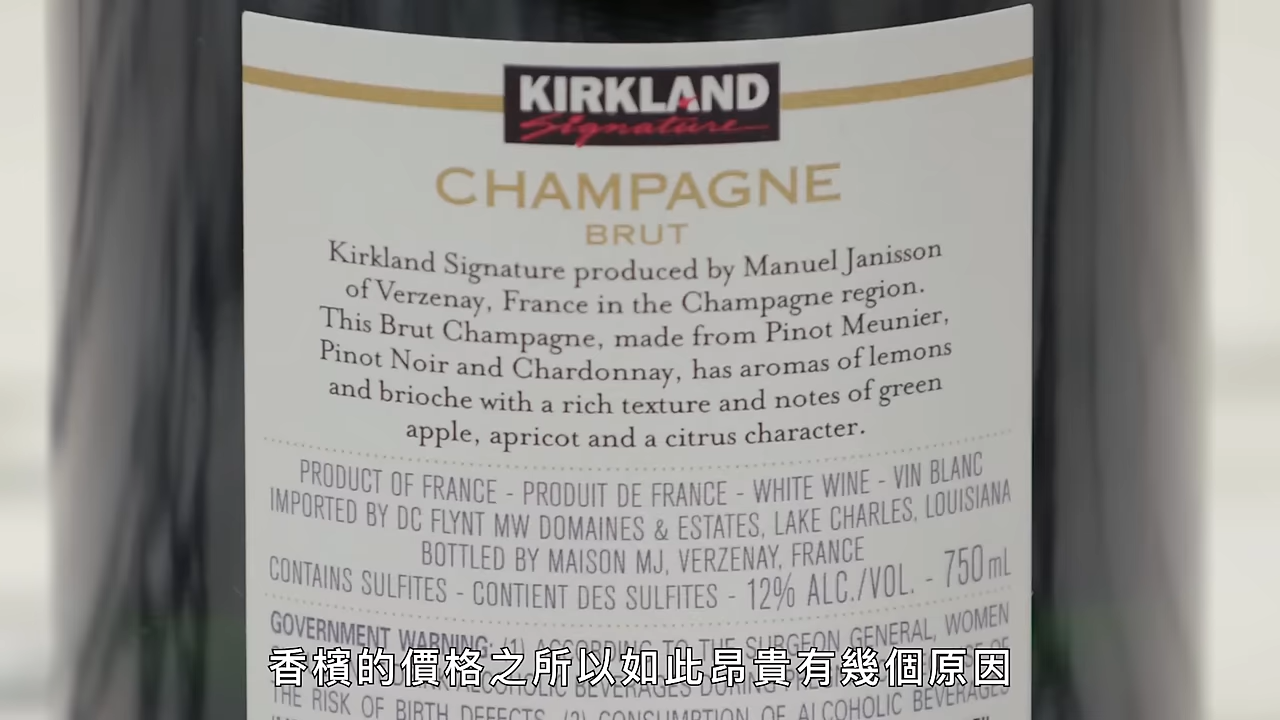 KIRKLAND
Signature
CHAMPAGNE
BRUT
Kirkland Signature produced by Manuel Janisson
of Verzenay, France in the Champagne region.
This Brut Champagne, made from Pinot Meunier,
Pinot Noir and Chardonnay, has aromas of lemons
and brioche with a rich texture and notes of green
apple, apricot and a citrus character.
PRODUCT OF FRANCE - PRODUIT DE FRANCE - WHITE WINE - VIN BLANC
IMPORTED BY DC FLYNT MW DOMAINES & ESTATES, LAKE CHARLES, LOUISIANA
BOTTLED BY MAISON MJ, VERZENAY, FRANCE
CONTAINS SULFITES - CONTIENT DES SULFITES - 12% ALC./VOL. - 750 mL
GOVERNMENT WARNING: (1) ACCORDING TO THE SURGEON GENERAL, WOMEN
ALCOHOLIC BEVERAGES DURING
香檳的價格之所以如此昂貴有幾個原因
THE RISK OF BIRTH DEFECTS. (2) CONSUMPTION OF ALCOHOLIC BEVERAGES